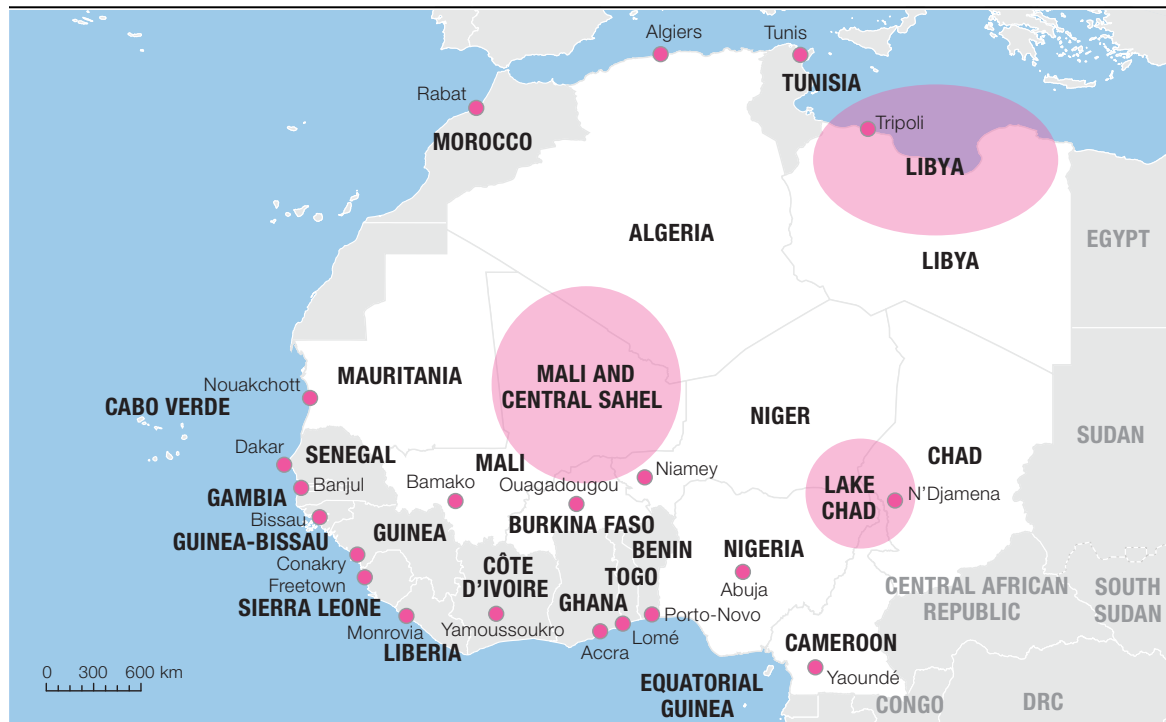 Algiers
Tunis
TUNISIA
Rabat
Tripoli
MOROCCO
LIBYA
ALGERIA
EGYPT
LIBYA
MALI AND
CENTRAL SAHEL
MAURITANIA
Nouakchott
CABO VERDE
NIGER
SUDAN
Dakar
SENEGAL
CHAD
MALI
Niamey
Banjul
Bamako
Ouagadougou
LAKE
CHAD
N'Djamena
GAMBIA
Bissau
BURKINA FASO
GUINEA
GUINEA-BISSAU
BENIN
NIGERIA
Conakry
CÔTE
D'IVOIRE
TOGO
Abuja
CENTRAL AFRICAN
REPUBLIC
SOUTH
SUDAN
Freetown
SIERRA LEONE
GHANA
Porto-Novo
Monrovia
Yamoussoukro
Lomé
LIBERIA
Accra
CAMEROON
Yaoundé
0 300 600 km
EQUATORIAL
GUINEA
CONGO
DRC